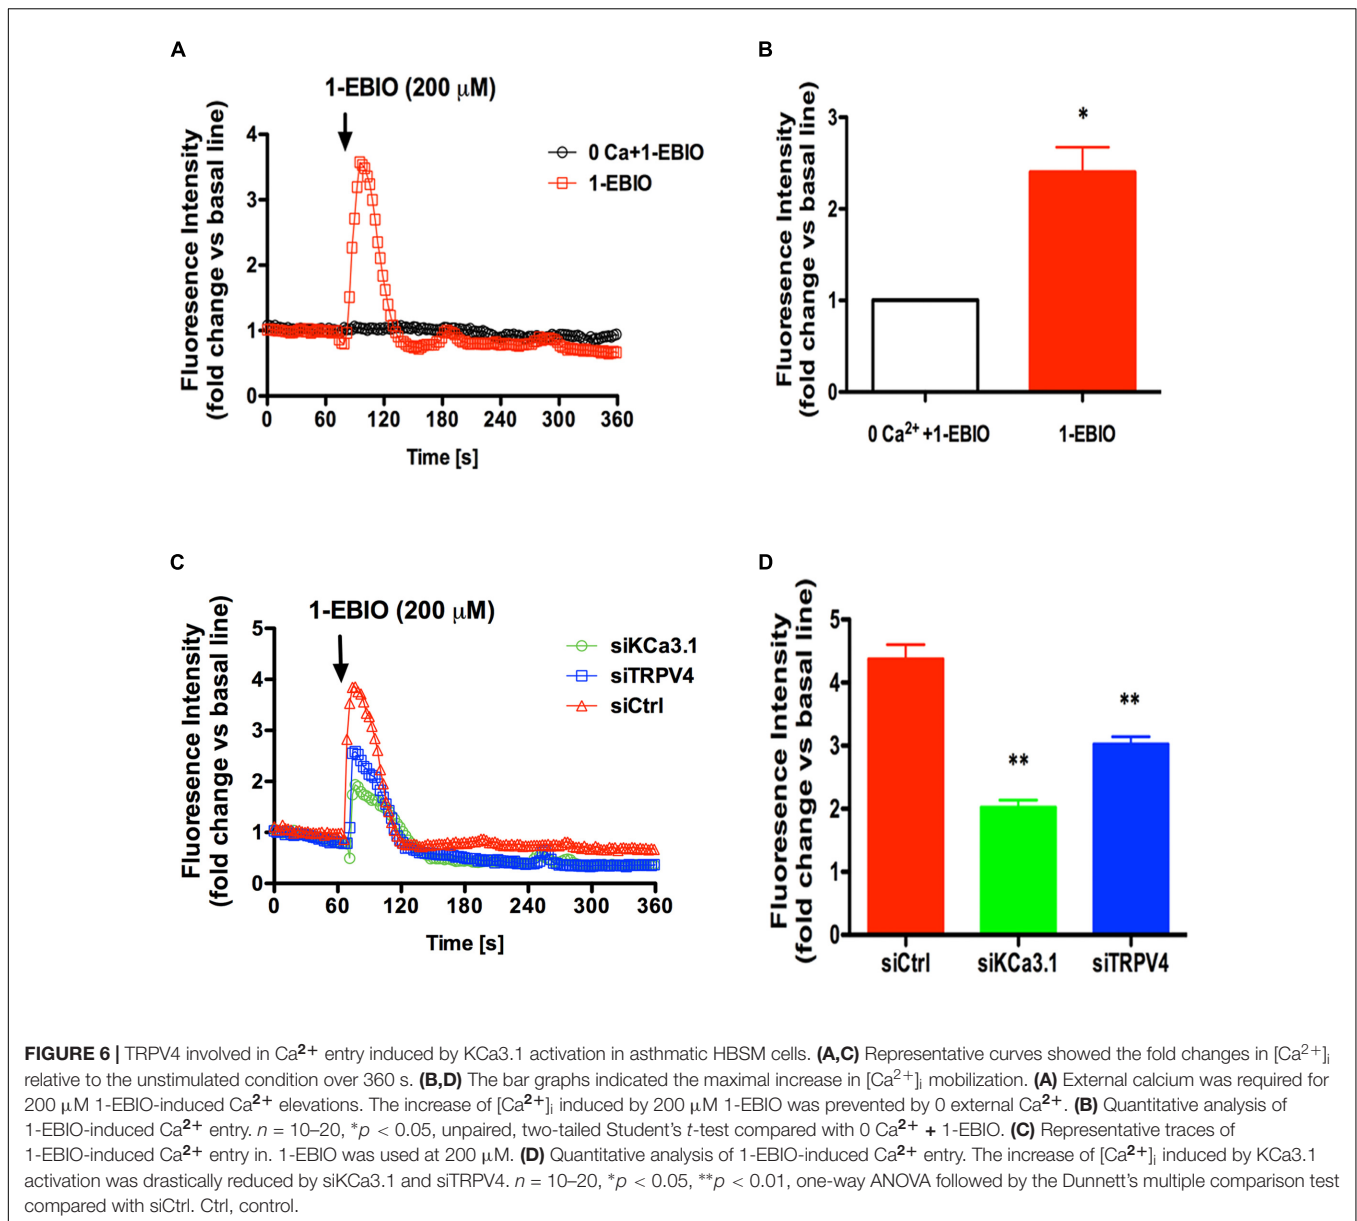 A
1-EBIO (200 μM)
Fluoresence Intensity
(fold change vs basal line)
4
3
2
1
0
0 60 120 180 240 300 360
Time [s]
0 Ca+1-EBIO
1-EBIO
B
Fluoresence Intensity
(fold change vs basal line)
3
2
1
0
*
0 Ca²⁺ +1-EBIO 1-EBIO
C
1-EBIO (200 μM)
Fluoresence Intensity
(fold change vs basal line)
5
4
3
2
1
0
0 60 120 180 240 300 360
Time [s]
siKCa3.1
siTRPV4
siCtrl
D
Fluoresence Intensity
(fold change vs basal line)
5
4
3
2
1
0
**
**
siCtrl siKCa3.1 siTRPV4
FIGURE 6 | TRPV4 involved in Ca²⁺ entry induced by KCa3.1 activation in asthmatic HBSM cells. (A,C) Representative curves showed the fold changes in [Ca²⁺]ᵢ
relative to the unstimulated condition over 360 s. (B,D) The bar graphs indicated the maximal increase in [Ca²⁺]ᵢ mobilization. (A) External calcium was required for
200 μM 1-EBIO-induced Ca²⁺ elevations. The increase of [Ca²⁺]ᵢ induced by 200 μM 1-EBIO was prevented by 0 external Ca²⁺. (B) Quantitative analysis of
1-EBIO-induced Ca²⁺ entry. n = 10–20, *p < 0.05, unpaired, two-tailed Student's t-test compared with 0 Ca²⁺ + 1-EBIO. (C) Representative traces of
1-EBIO-induced Ca²⁺ entry in. 1-EBIO was used at 200 μM. (D) Quantitative analysis of 1-EBIO-induced Ca²⁺ entry. The increase of [Ca²⁺]ᵢ induced by KCa3.1
activation was drastically reduced by siKCa3.1 and siTRPV4. n = 10–20, *p < 0.05, **p < 0.01, one-way ANOVA followed by the Dunnett's multiple comparison test
compared with siCtrl. Ctrl, control.